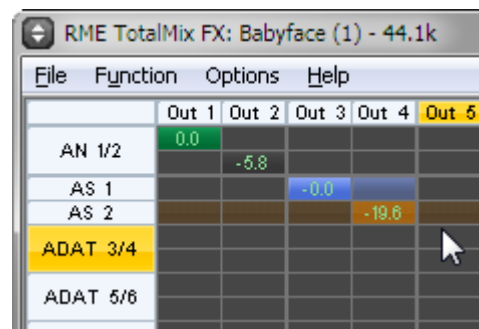 RME TotalMix FX: Babyface (1) - 44.1k
File Function Options Help
Out 1 Out 2 Out 3 Out 4 Out 5
AN 1/2 0.0
-5.8
AS 1 -0.0
AS 2 -19.6
ADAT 3/4
ADAT 5/6